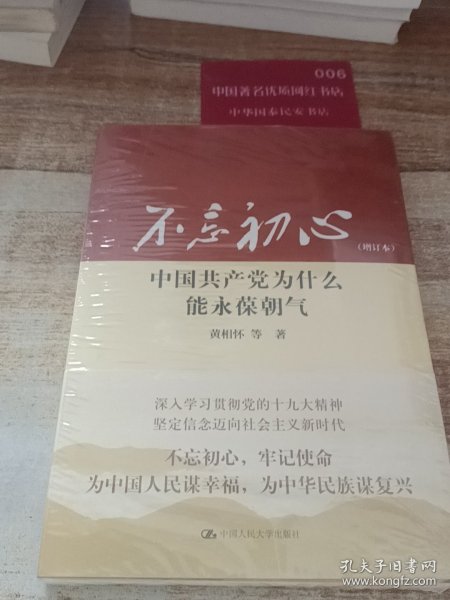 006
中国著名优质网红书店
中华国泰民安书店
不忘初心
(增订本)
中国共产党为什么
能永葆朝气
黄相怀 等 著
深入学习贯彻党的十九大精神
坚定信念迈向社会主义新时代
不忘初心，牢记使命
为中国人民谋幸福，为中华民族谋复兴
中国人民大学出版社
孔夫子旧书网
www.kongfz.com